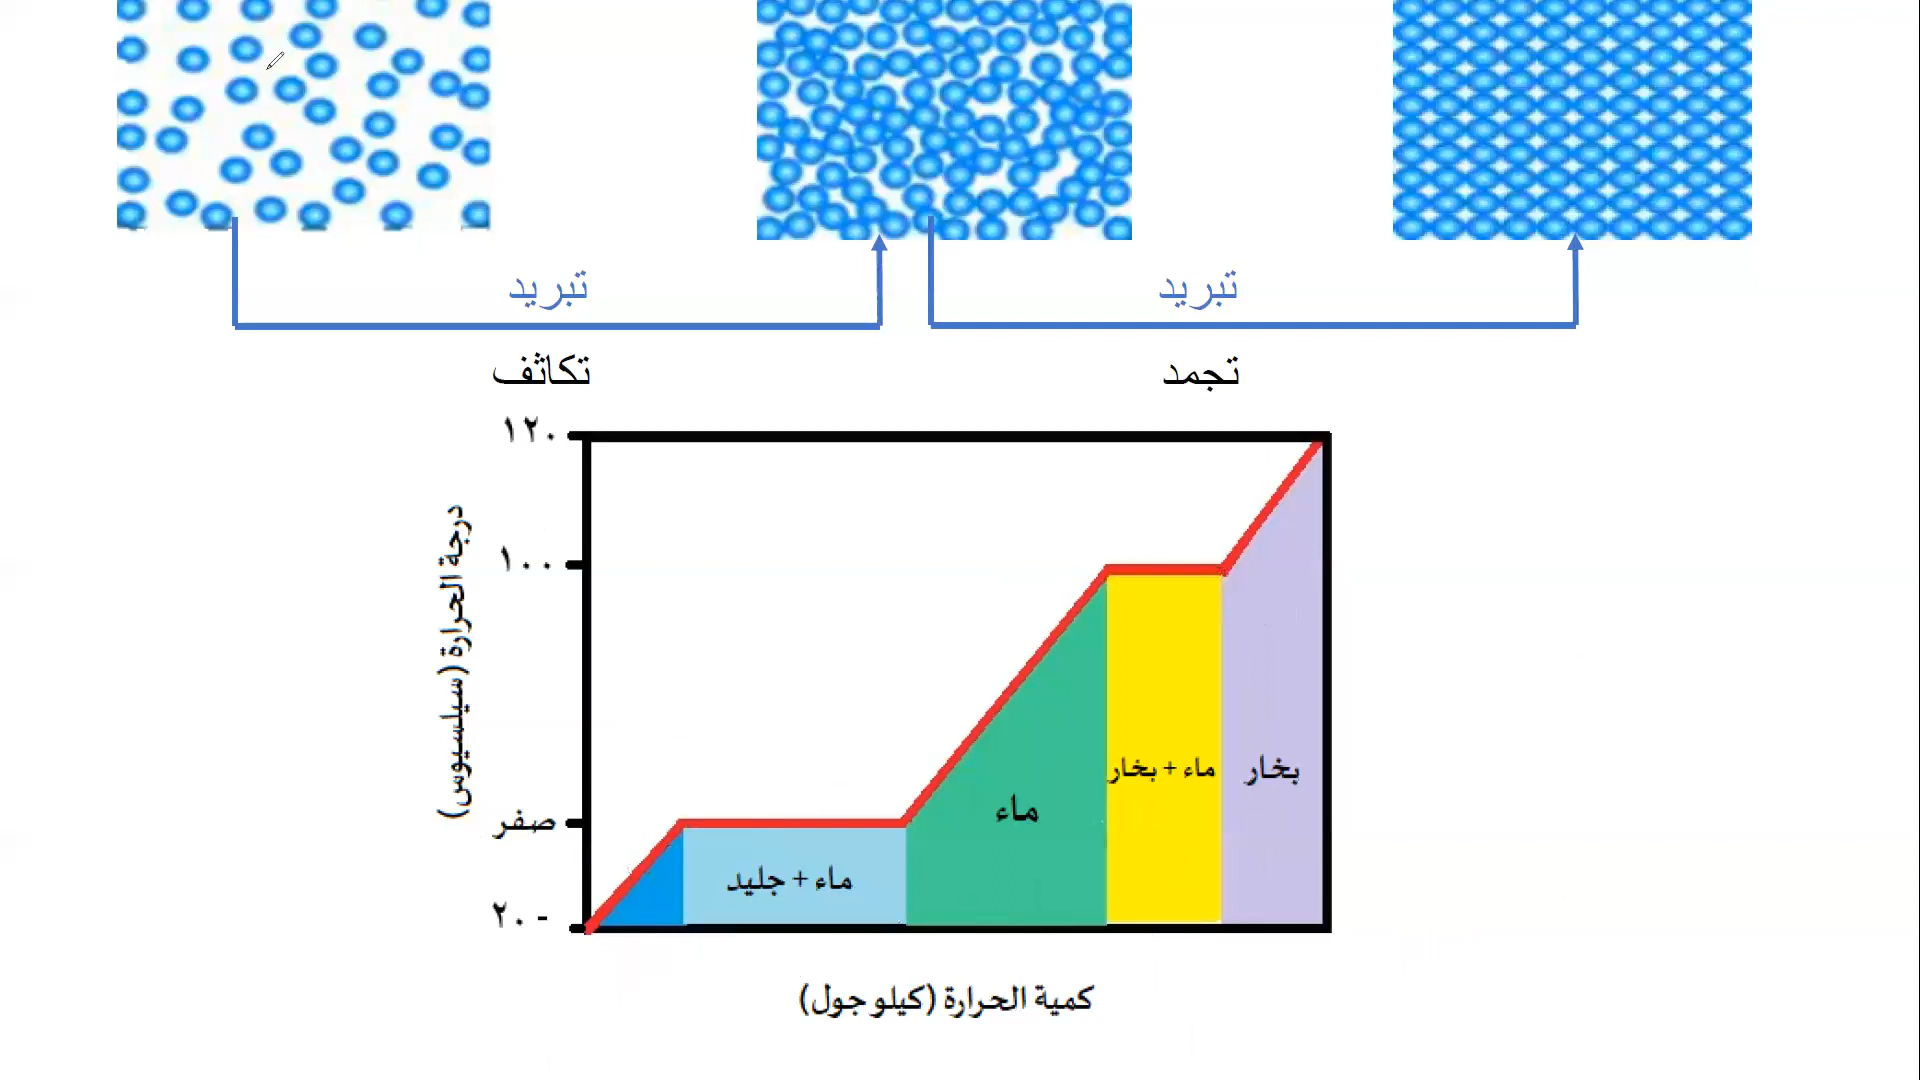 تبريد
تبريد
تكاثف
تجمد
١٢٠
١٠٠
صفر
٢٠ -
درجة الحرارة (سيلسيوس)
ماء + جليد
ماء
ماء + بخار
بخار
كمية الحرارة (كيلو جول)